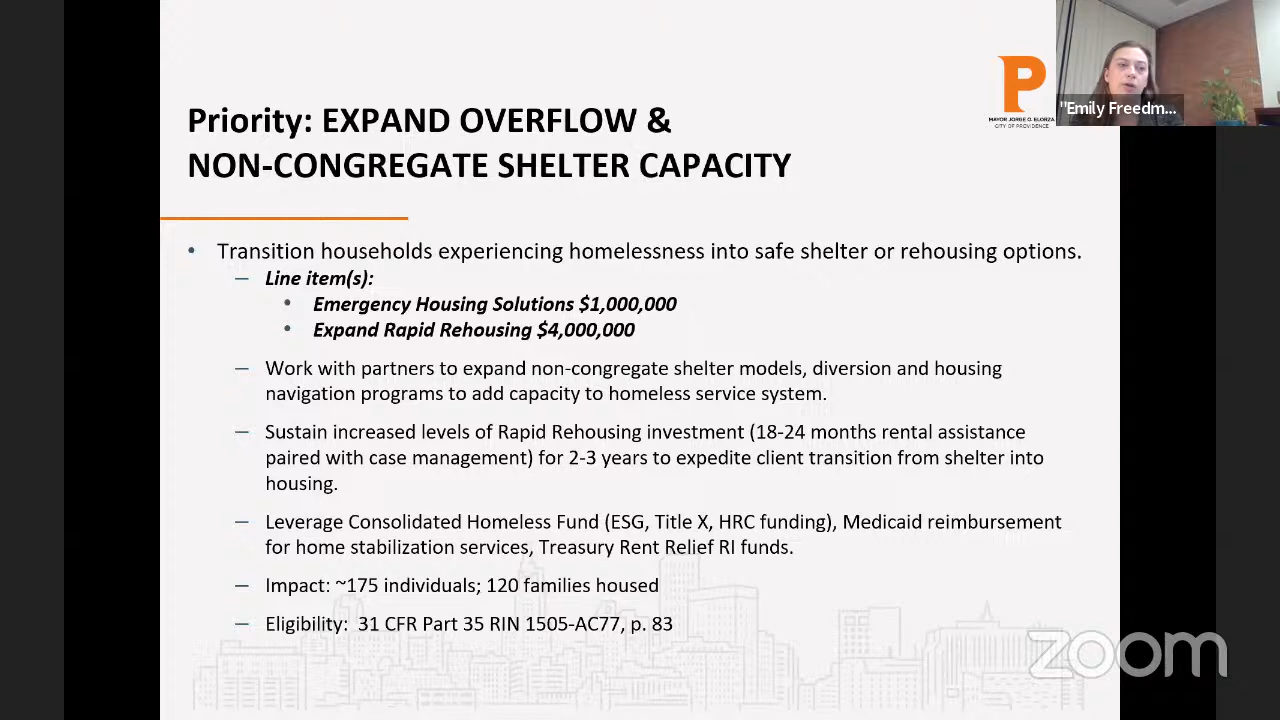 Priority: EXPAND OVERFLOW &
NON-CONGREGATE SHELTER CAPACITY
P
MAYOR JORGE O. ELORZA
CITY OF PROVIDENCE
"Emily Freedm...
• Transition households experiencing homelessness into safe shelter or rehousing options.
– Line item(s):
• Emergency Housing Solutions $1,000,000
• Expand Rapid Rehousing $4,000,000
– Work with partners to expand non-congregate shelter models, diversion and housing
navigation programs to add capacity to homeless service system.
– Sustain increased levels of Rapid Rehousing investment (18-24 months rental assistance
paired with case management) for 2-3 years to expedite client transition from shelter into
housing.
– Leverage Consolidated Homeless Fund (ESG, Title X, HRC funding), Medicaid reimbursement
for home stabilization services, Treasury Rent Relief RI funds.
– Impact: ~175 individuals; 120 families housed
– Eligibility: 31 CFR Part 35 RIN 1505-AC77, p. 83
zoom